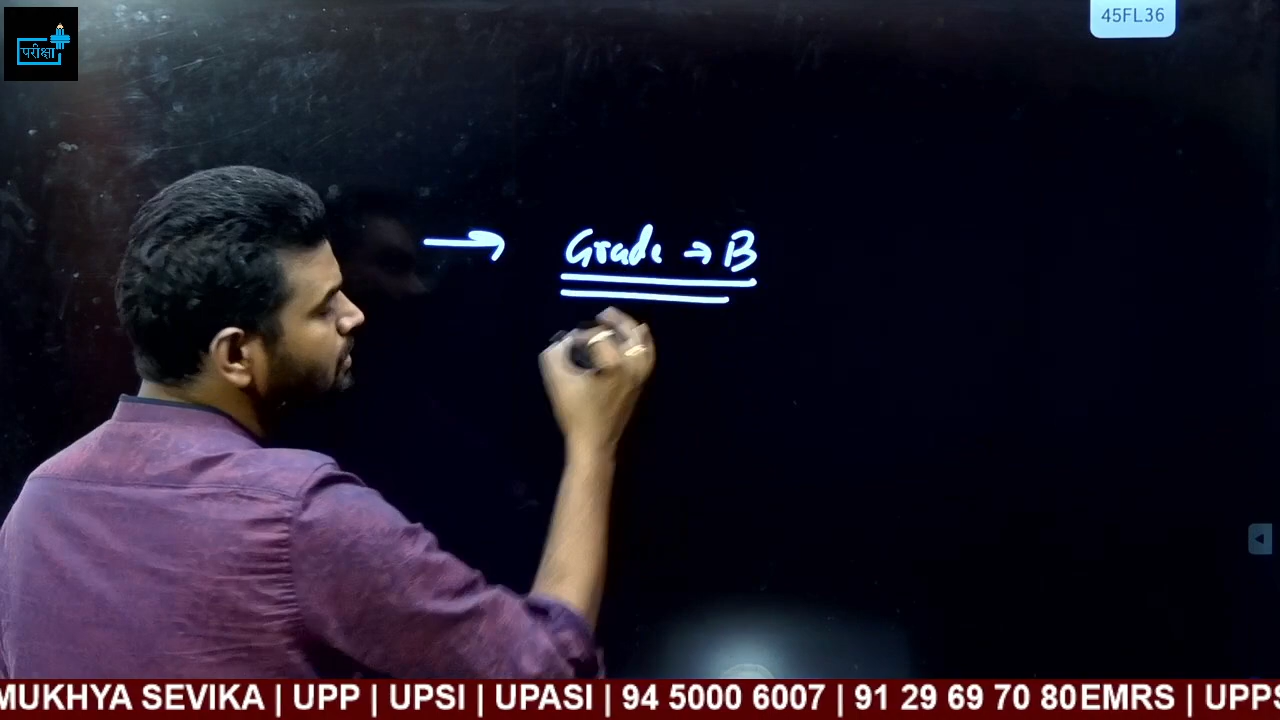 45FL36
परीक्षा
→ Grade → B
MUKHYA SEVIKA | UPP | UPSI | UPASI | 94 5000 6007 | 91 29 69 70 80EMRS | UPPS